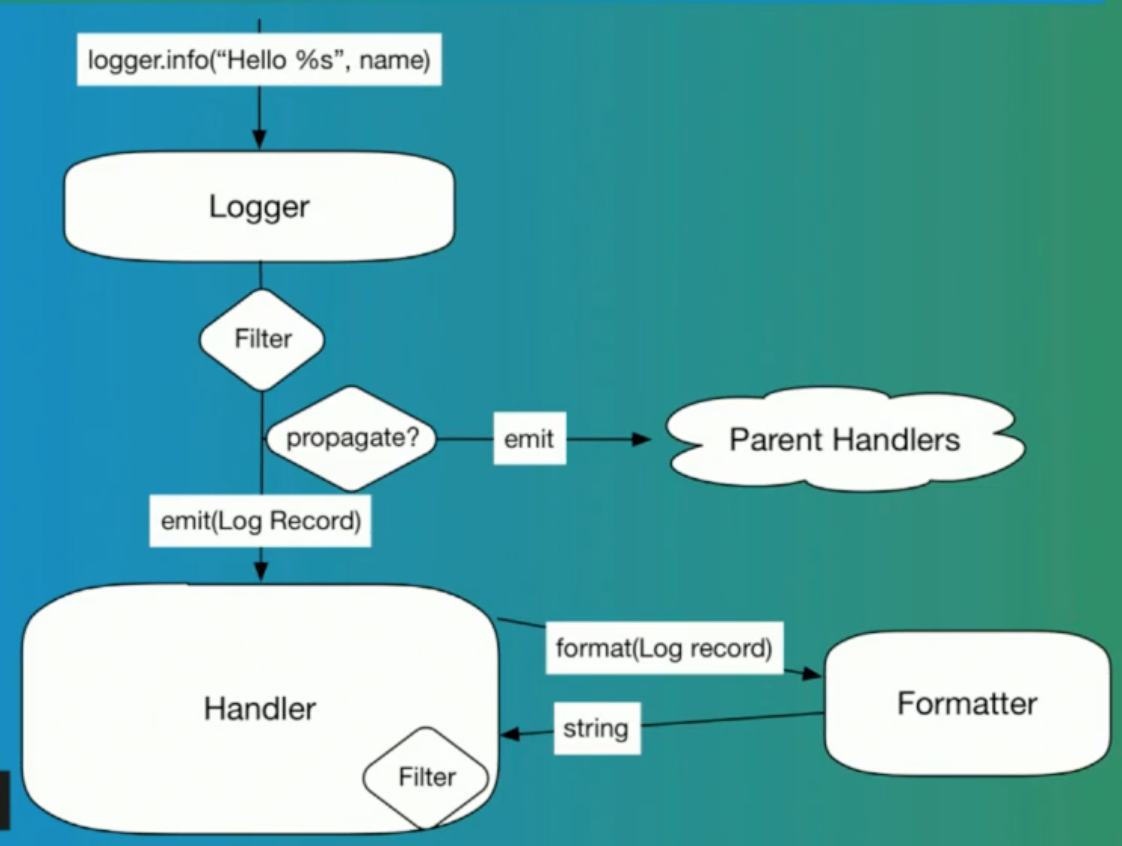 logger.info(“Hello %s”, name)
Logger
Filter
propagate?
emit
Parent Handlers
emit(Log Record)
format(Log record)
Handler
Formatter
string
Filter